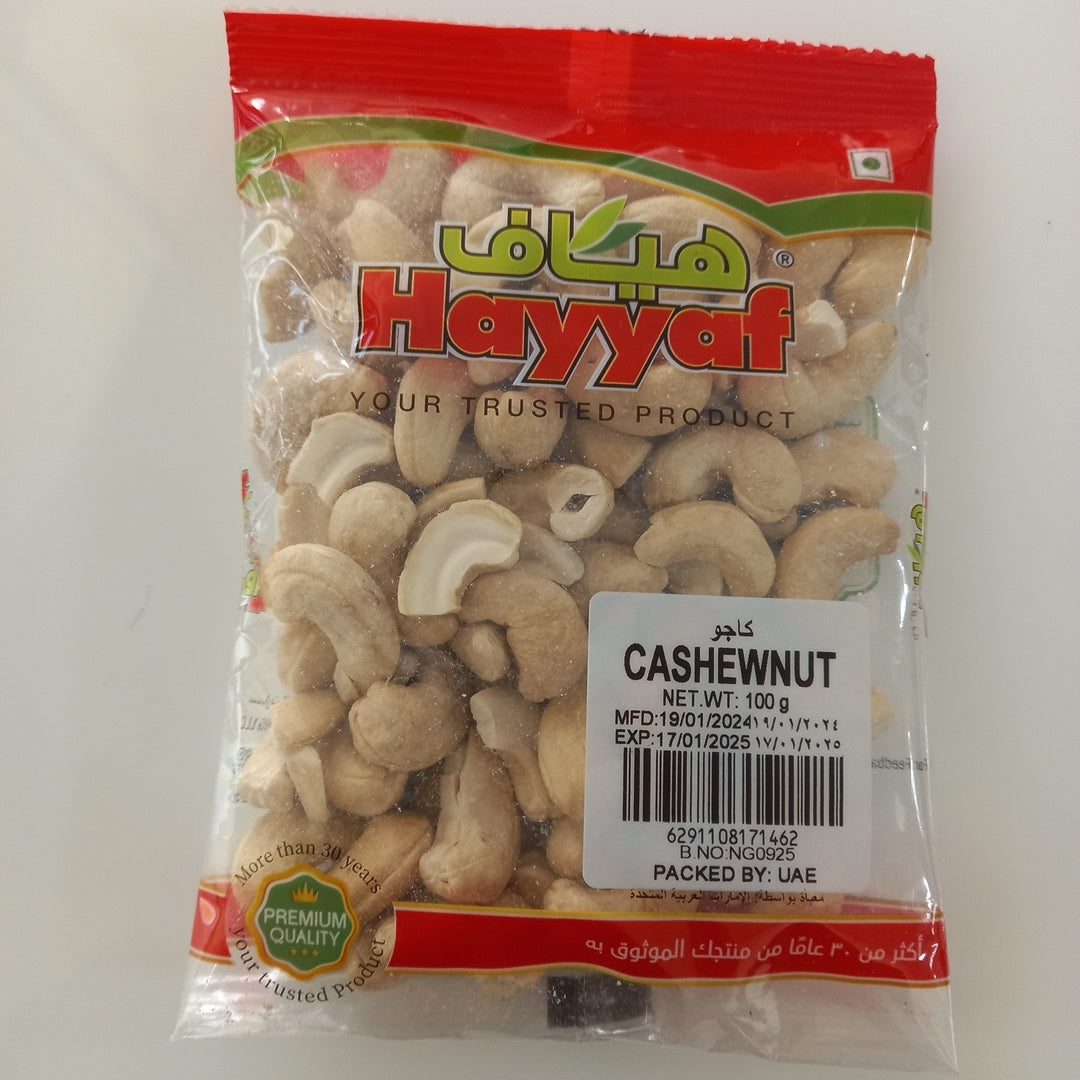 هياف
Hayyaf®
YOUR TRUSTED PRODUCT
كاجو
CASHEWNUT
NET.WT: 100 g
MFD:19/01/2024 ١٩/٠١/٢٠٢٤
EXP:17/01/2025 ١٧/٠١/٢٠٢٥
6291108171462
B.NO:NG0925
PACKED BY: UAE
معبأة بواسطة: الإمارات العربية المتحدة
More than 30 years
PREMIUM
QUALITY
your trusted Product
أكثر من ٣٠ عامًا من منتجك الموثوق به